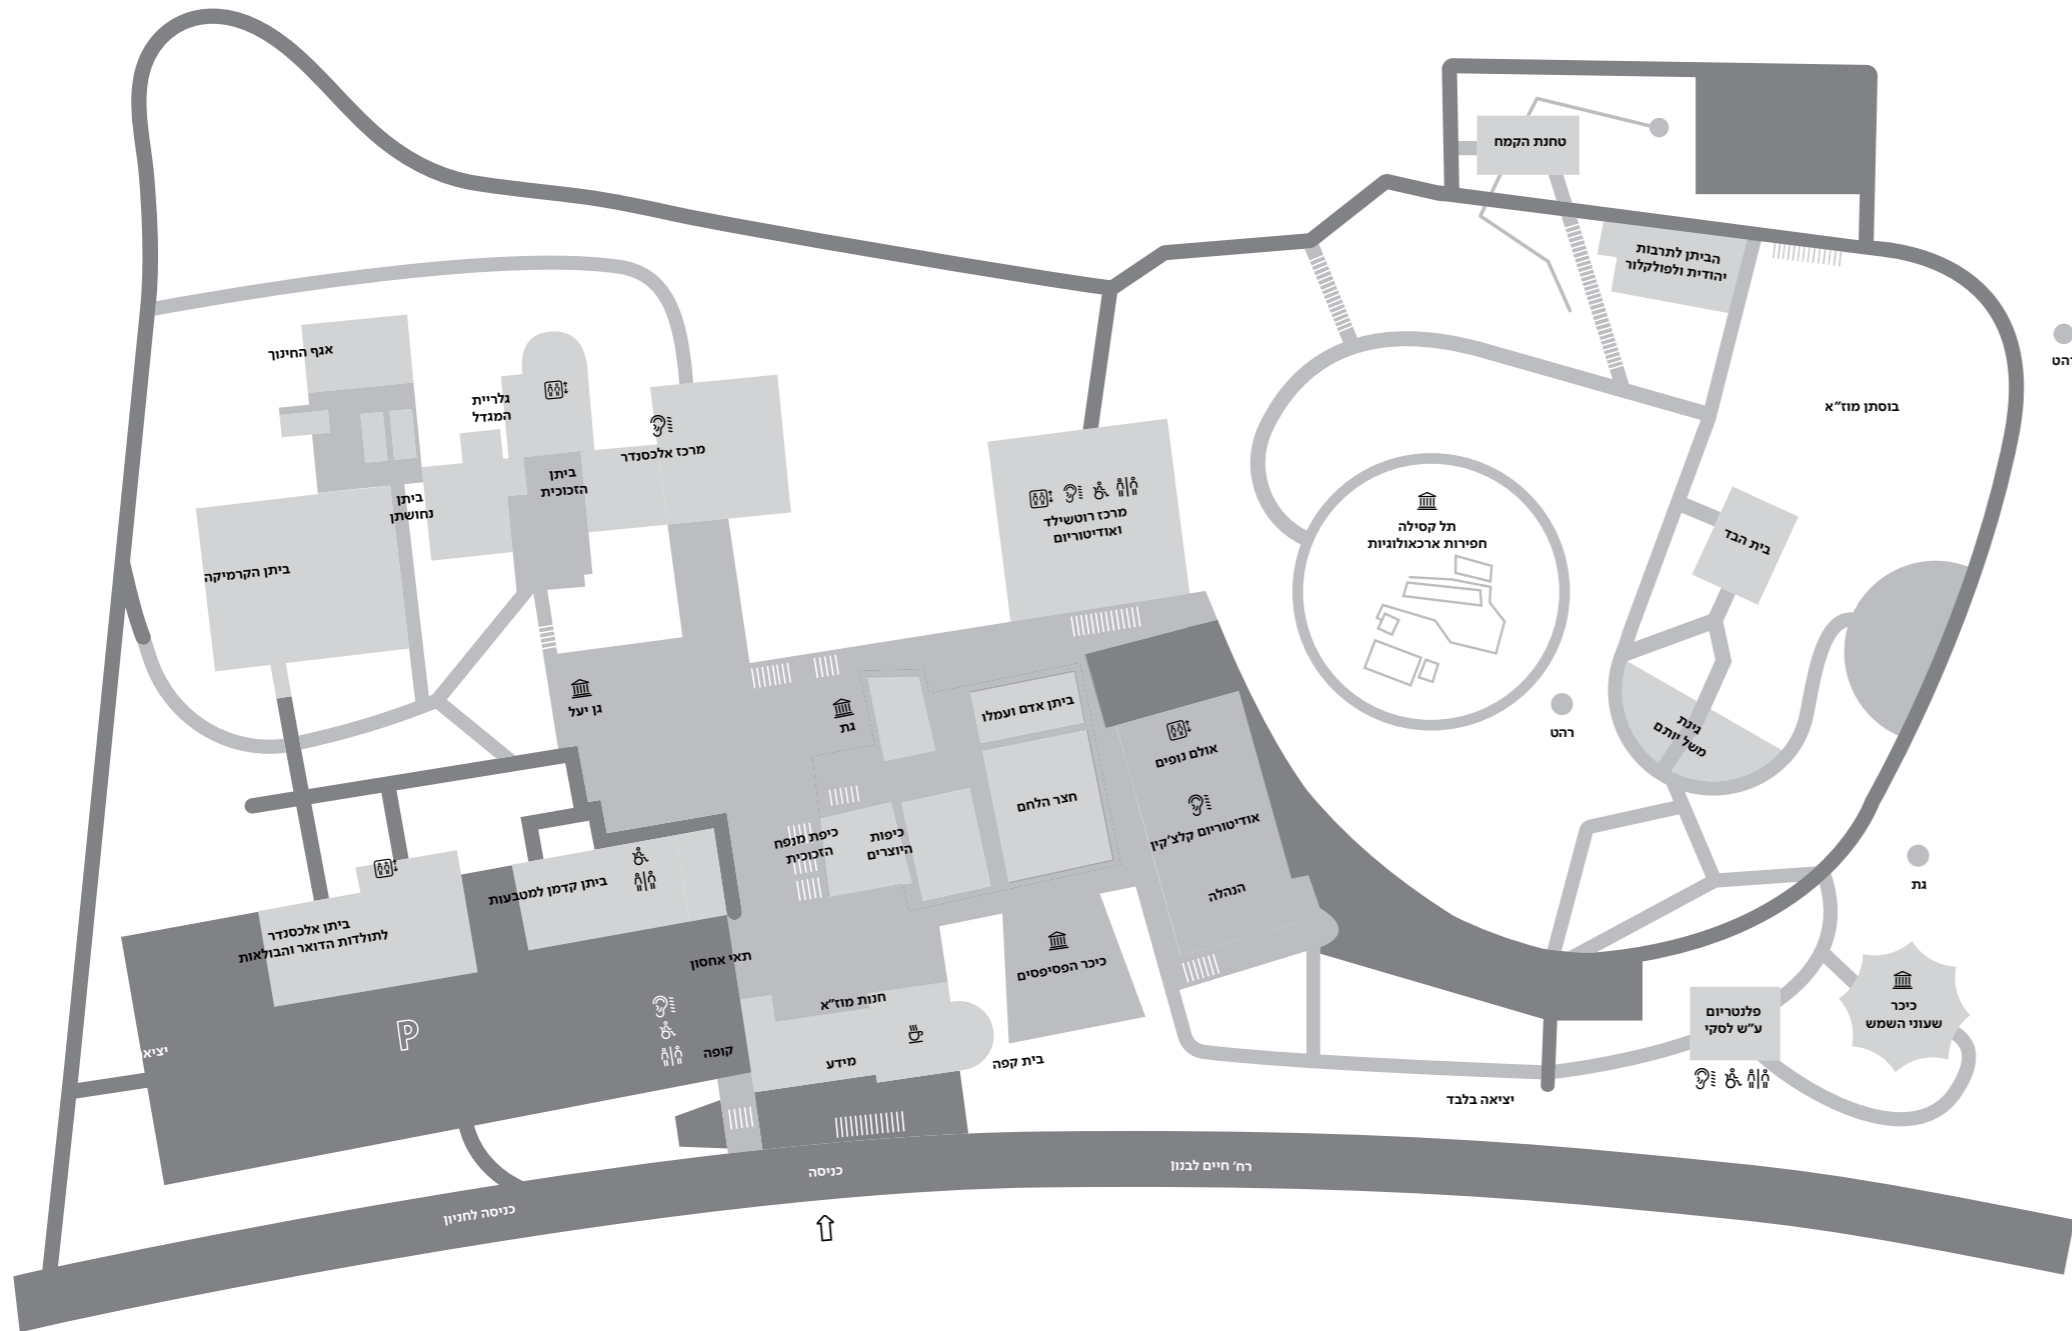 טחנת הקמח
הביתן לתרבות
יהודית ולפולקלור
רהט
בוסתן מוז״א
אגף החינוך
גלריית
המגדל
מרכז אלכסנדר
ביתן
הזכוכית
ביתן
נחושתן
ביתן הקרמיקה
מרכז רוטשילד
ואודיטוריום
תל קסילה
חפירות ארכאולוגיות
בית הבד
גינת
משל יותם
רהט
גן יעל
גת
ביתן אדם ועמלו
אולם נופים
חצר הלחם
אודיטוריום קלצ׳קין
הנהלה
כיפת מנפח
הזכוכית
כיפות
היוצרים
ביתן קדמן למטבעות
ביתן אלכסנדר
לתולדות הדואר והבולאות
תאי אחסון
כיכר הפסיפסים
גת
חנות מוז״א
כיכר
שעוני השמש
פלנטריום
ע״ש לסקי
P
קופה
מידע
בית קפה
יציאה
יציאה בלבד
כניסה
רח׳ חיים לבנון
כניסה לחניון